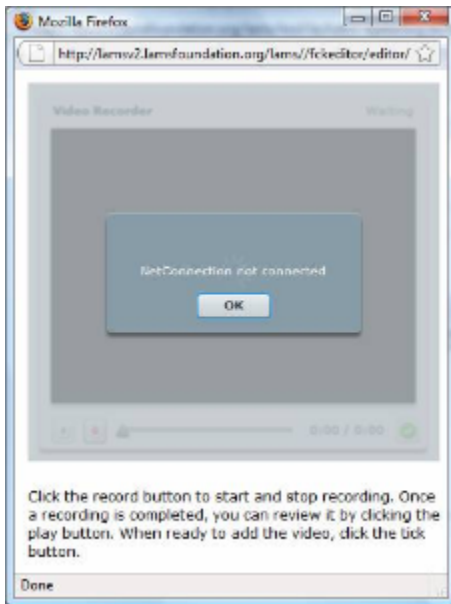 Mozilla Firefox
http://lamsv2.lamsfoundation.org/lams//fckeditor/editor/
Video Recorder
Waiting
NetConnection not connected
OK
0:00 / 0:00
Click the record button to start and stop recording. Once
a recording is completed, you can review it by clicking the
play button. When ready to add the video, click the tick
button.
Done